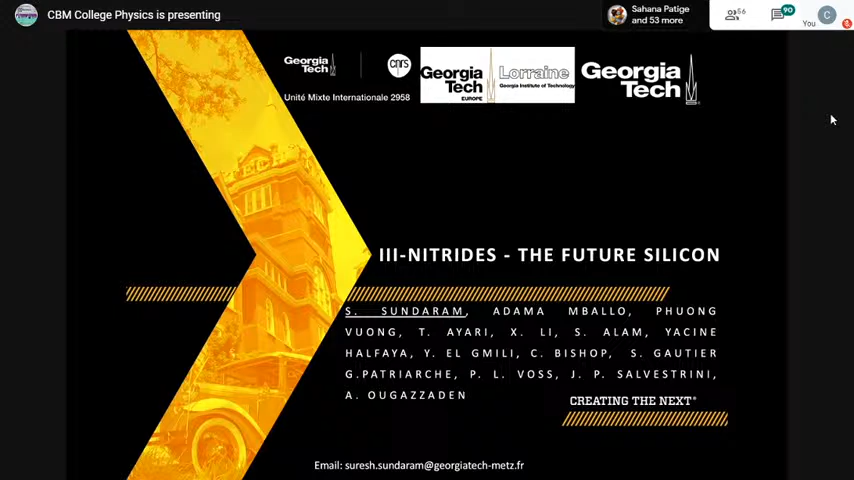 CBM College Physics is presenting
Sahana Patige
and 53 more
56
90
You
C
Georgia
Tech
cnrs
Unité Mixte Internationale 2958
Georgia
Tech
EUROPE
Lorraine
Georgia Institute of Technology
Georgia
Tech
TECH
III-NITRIDES - THE FUTURE SILICON
S. SUNDARAM, ADAMA MBALLO, PHUONG
VUONG, T. AYARI, X. LI, S. ALAM, YACINE
HALFAYA, Y. EL GMILI, C. BISHOP, S. GAUTIER
G.PATRIARCHE, P. L. VOSS, J. P. SALVESTRINI,
A. OUGAZZADEN
CREATING THE NEXT®
Email: suresh.sundaram@georgiatech-metz.fr